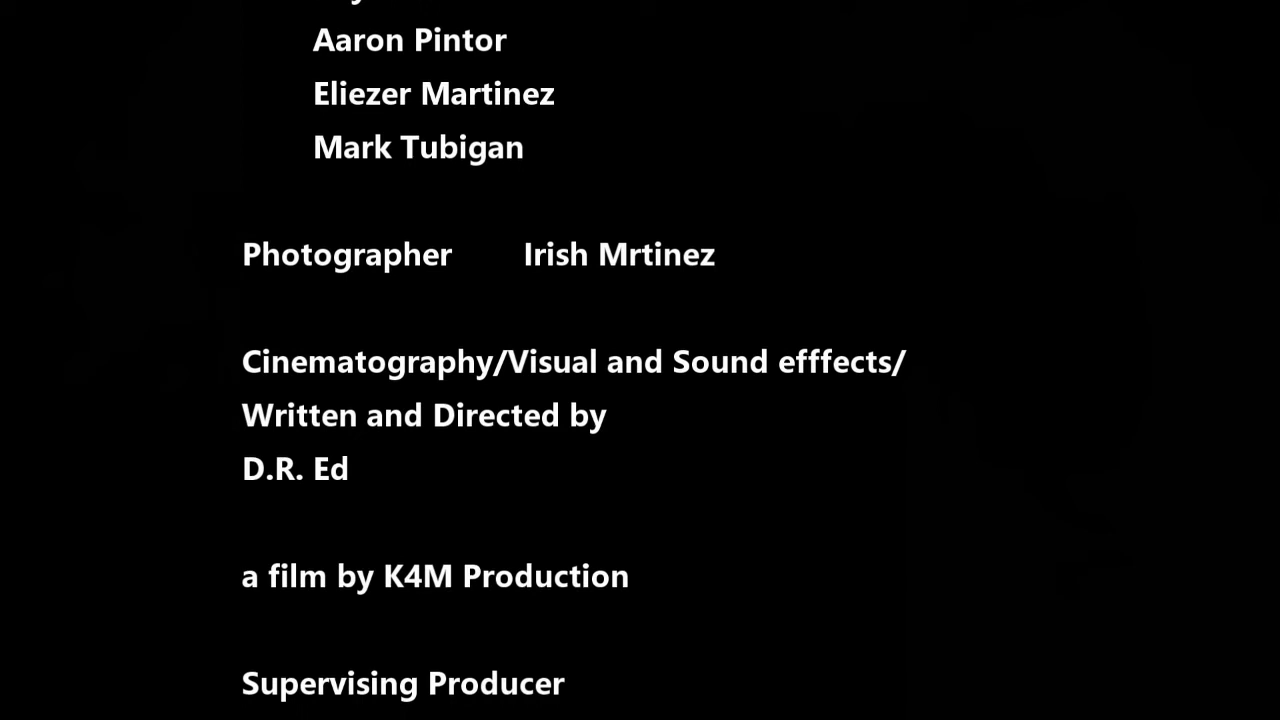 Aaron Pintor
Eliezer Martinez
Mark Tubigan
Photographer Irish Mrtinez
Cinematography/Visual and Sound efffects/
Written and Directed by
D.R. Ed
a film by K4M Production
Supervising Producer